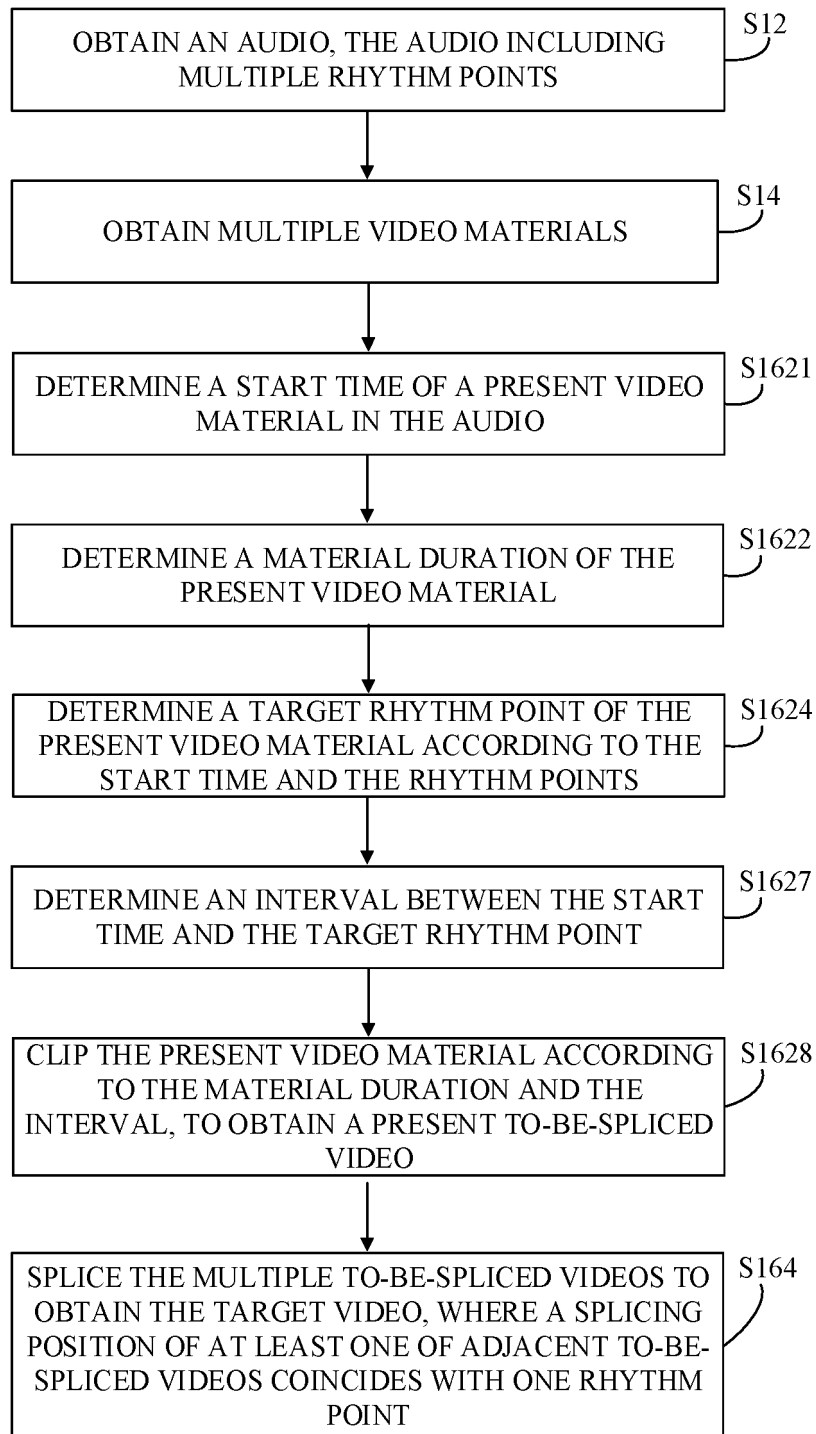 OBTAIN AN AUDIO, THE AUDIO INCLUDING
MULTIPLE RHYTHM POINTS
S12
OBTAIN MULTIPLE VIDEO MATERIALS
S14
DETERMINE A START TIME OF A PRESENT VIDEO
MATERIAL IN THE AUDIO
S1621
DETERMINE A MATERIAL DURATION OF THE
PRESENT VIDEO MATERIAL
S1622
DETERMINE A TARGET RHYTHM POINT OF THE
PRESENT VIDEO MATERIAL ACCORDING TO THE
START TIME AND THE RHYTHM POINTS
S1624
DETERMINE AN INTERVAL BETWEEN THE START
TIME AND THE TARGET RHYTHM POINT
S1627
CLIP THE PRESENT VIDEO MATERIAL ACCORDING
TO THE MATERIAL DURATION AND THE
INTERVAL, TO OBTAIN A PRESENT TO-BE-SPLICED
VIDEO
S1628
SPLICE THE MULTIPLE TO-BE-SPLICED VIDEOS TO
OBTAIN THE TARGET VIDEO, WHERE A SPLICING
POSITION OF AT LEAST ONE OF ADJACENT TO-BE-
SPLICED VIDEOS COINCIDES WITH ONE RHYTHM
POINT
S164